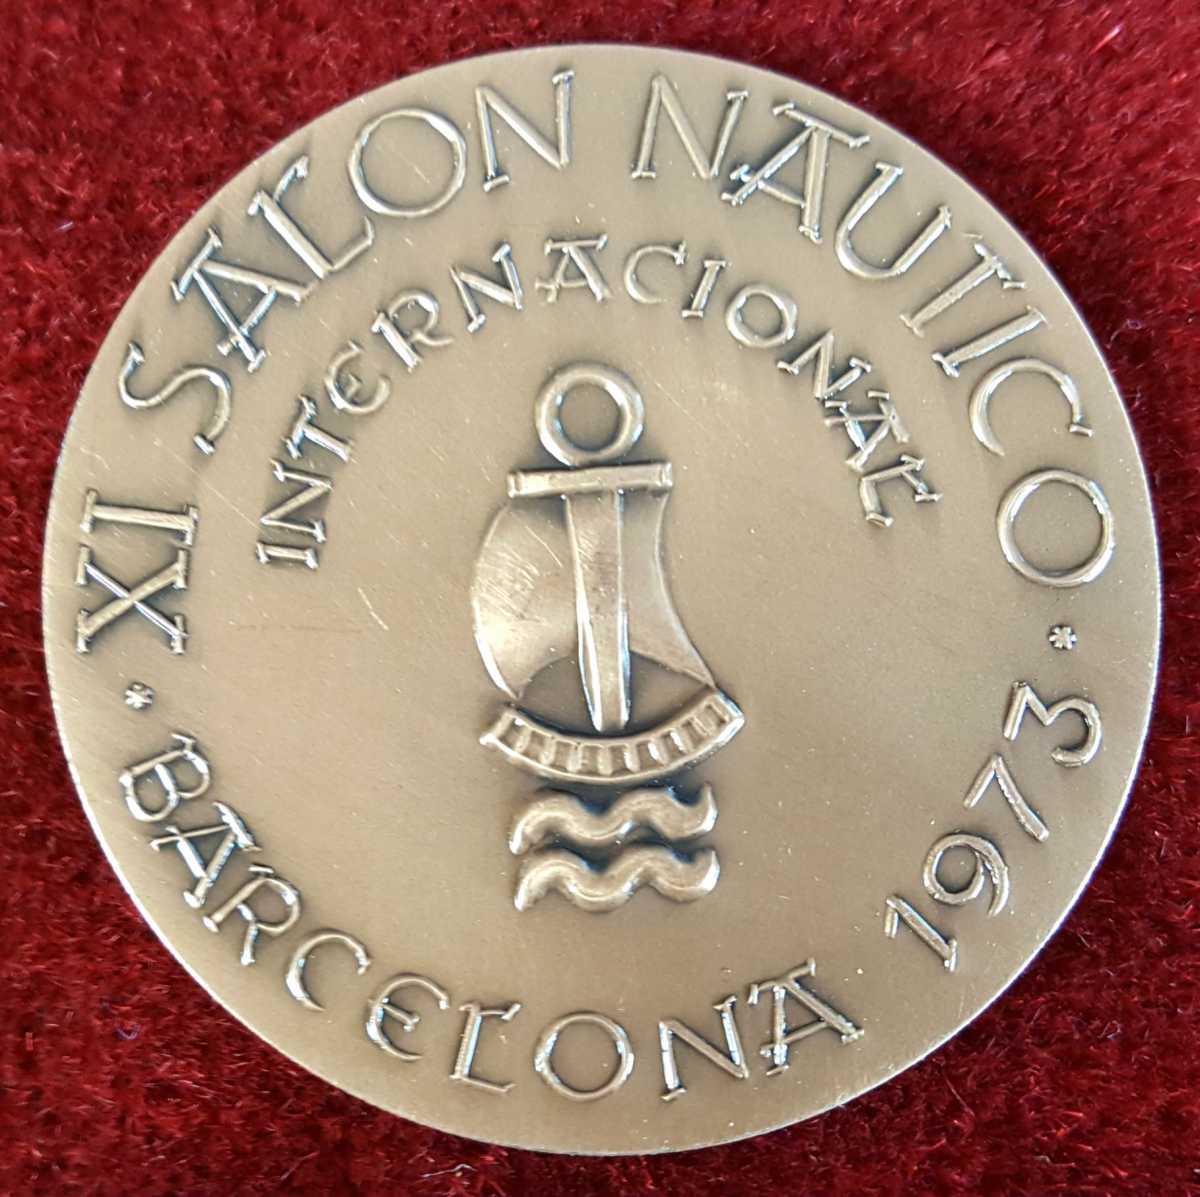 XI SALON NAUTICO
INTERNACIONAL
* BARCELONA 1973 *